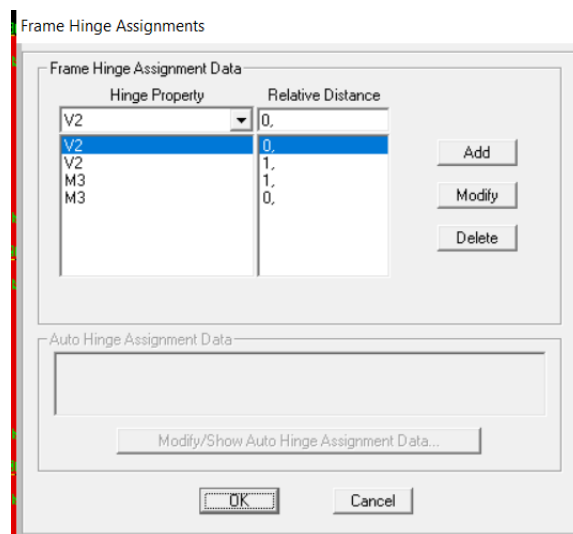 Frame Hinge Assignments
Frame Hinge Assignment Data
Hinge Property Relative Distance
V2 0,
V2 0,
V2 1,
M3 1,
M3 0,
Add
Modify
Delete
Auto Hinge Assignment Data
Modify/Show Auto Hinge Assignment Data...
OK Cancel